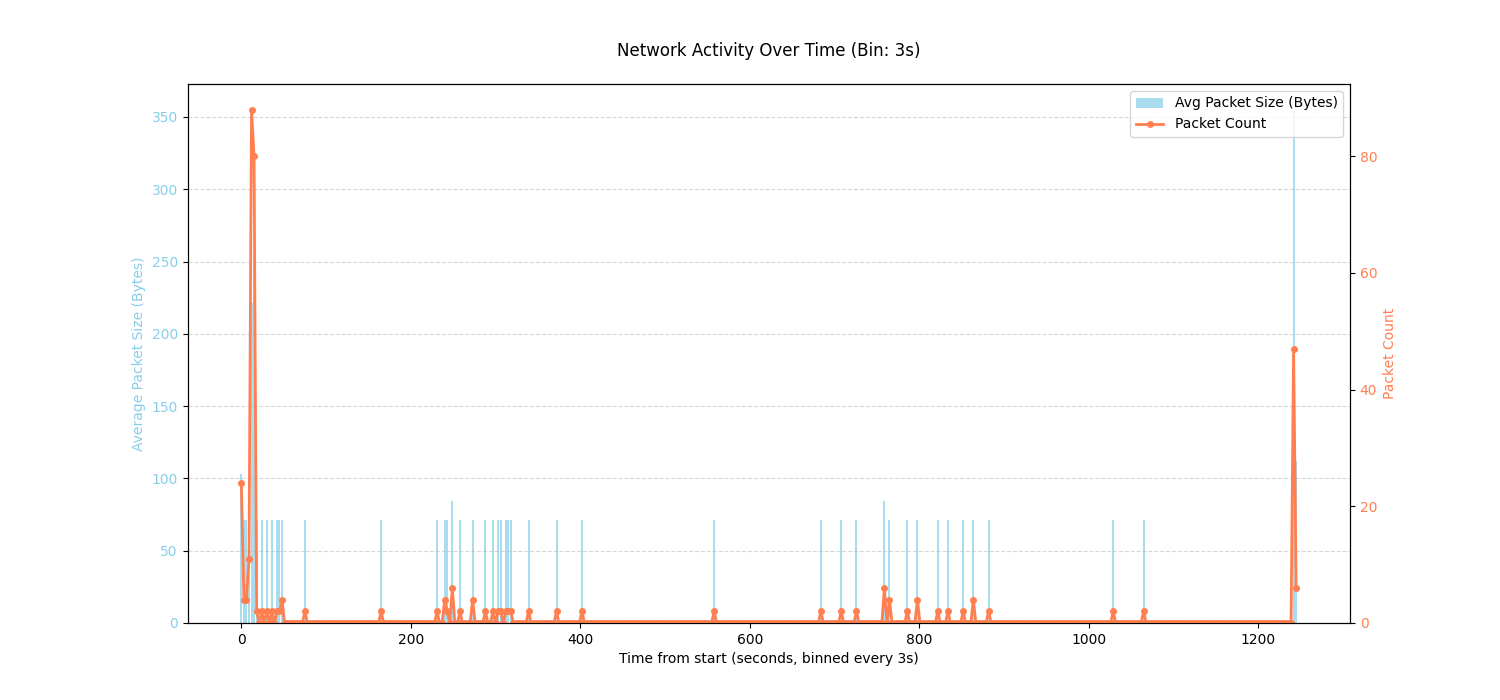 Network Activity Over Time (Bin: 3s)
Avg Packet Size (Bytes)
Packet Count
350
300
250
200
150
100
50
0
Average Packet Size (Bytes)
80
60
40
20
0
Packet Count
0 200 400 600 800 1000 1200
Time from start (seconds, binned every 3s)